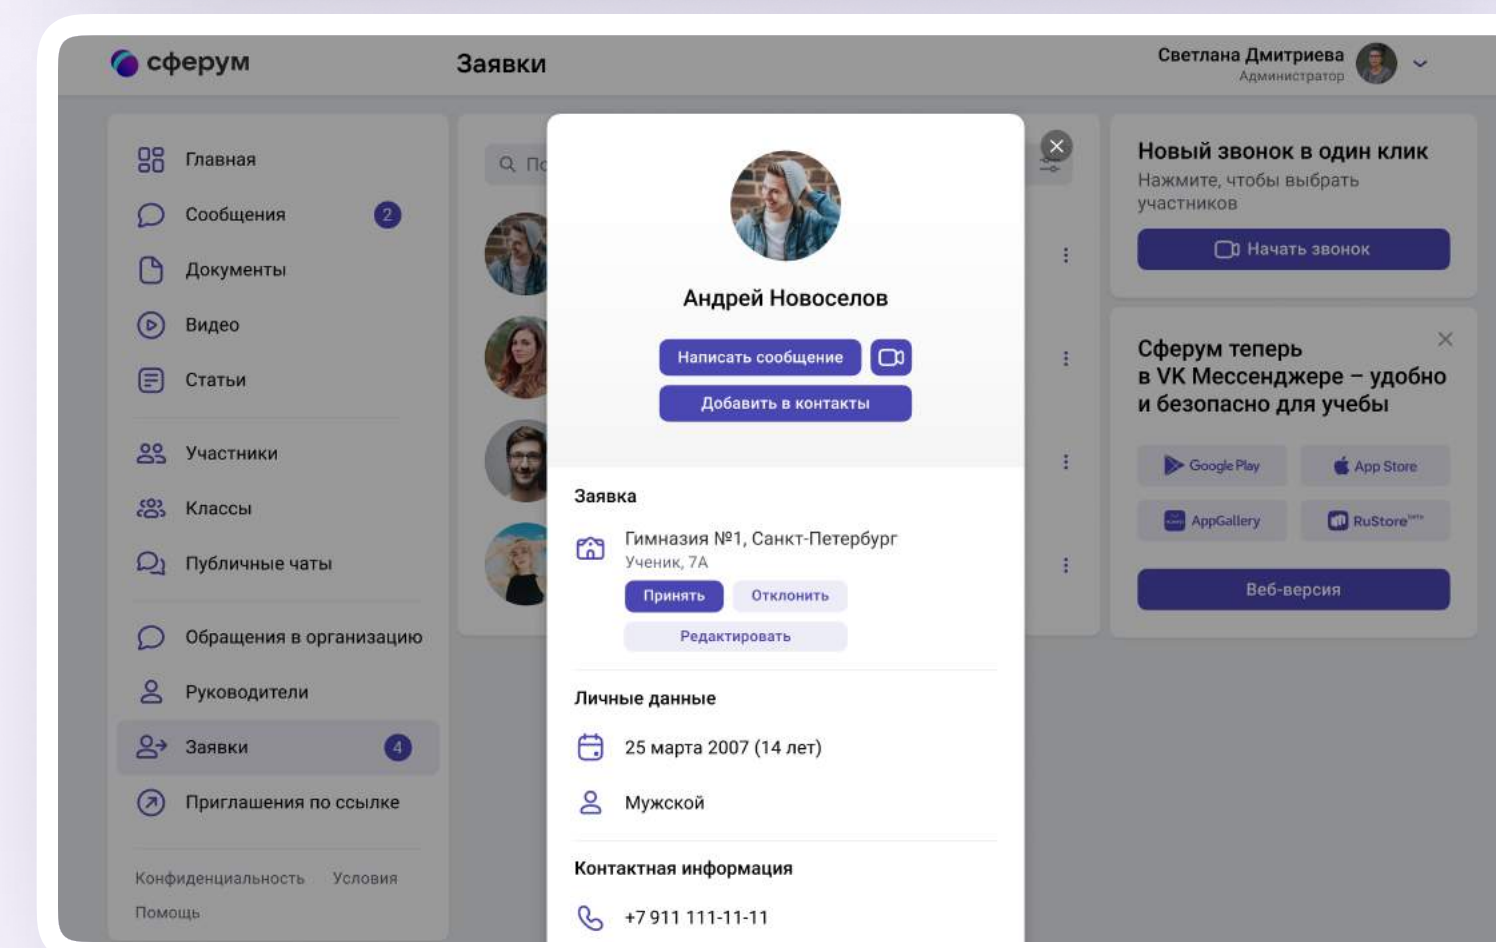 сферум
Заявки
Светлана Дмитриева
Администратор
Главная
Сообщения 2
Документы
Видео
Статьи
Участники
Классы
Публичные чаты
Обращения в организацию
Руководители
Заявки 4
Приглашения по ссылке
Конфиденциальность Условия
Помощь
Андрей Новоселов
Написать сообщение
Добавить в контакты
Заявка
Гимназия №1, Санкт-Петербург
Ученик, 7А
Принять Отклонить
Редактировать
Личные данные
25 марта 2007 (14 лет)
Мужской
Контактная информация
+7 911 111-11-11
Новый звонок в один клик
Нажмите, чтобы выбрать
участников
Начать звонок
Сферум теперь
в VK Мессенджере – удобно
и безопасно для учебы
Google Play App Store
AppGallery RuStore
Веб-версия